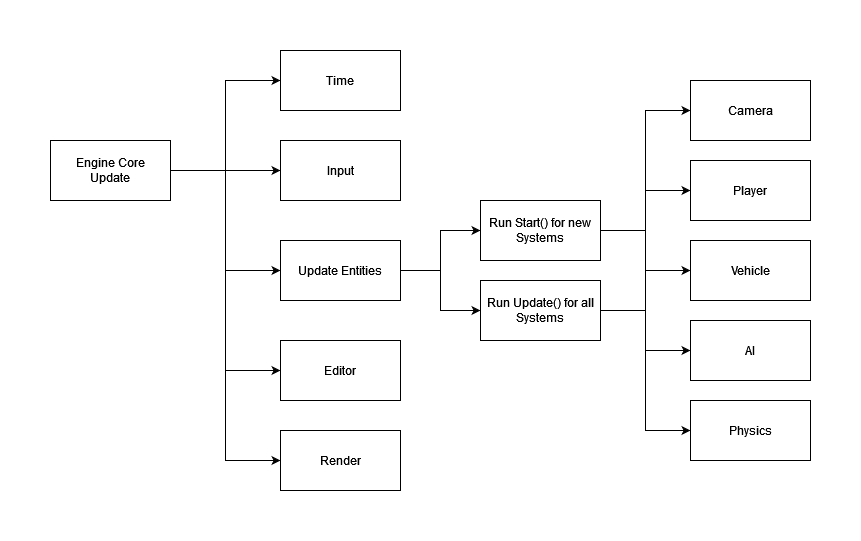 Engine Core
Update
Time
Input
Update Entities
Editor
Render
Run Start() for new
Systems
Run Update() for all
Systems
Camera
Player
Vehicle
AI
Physics